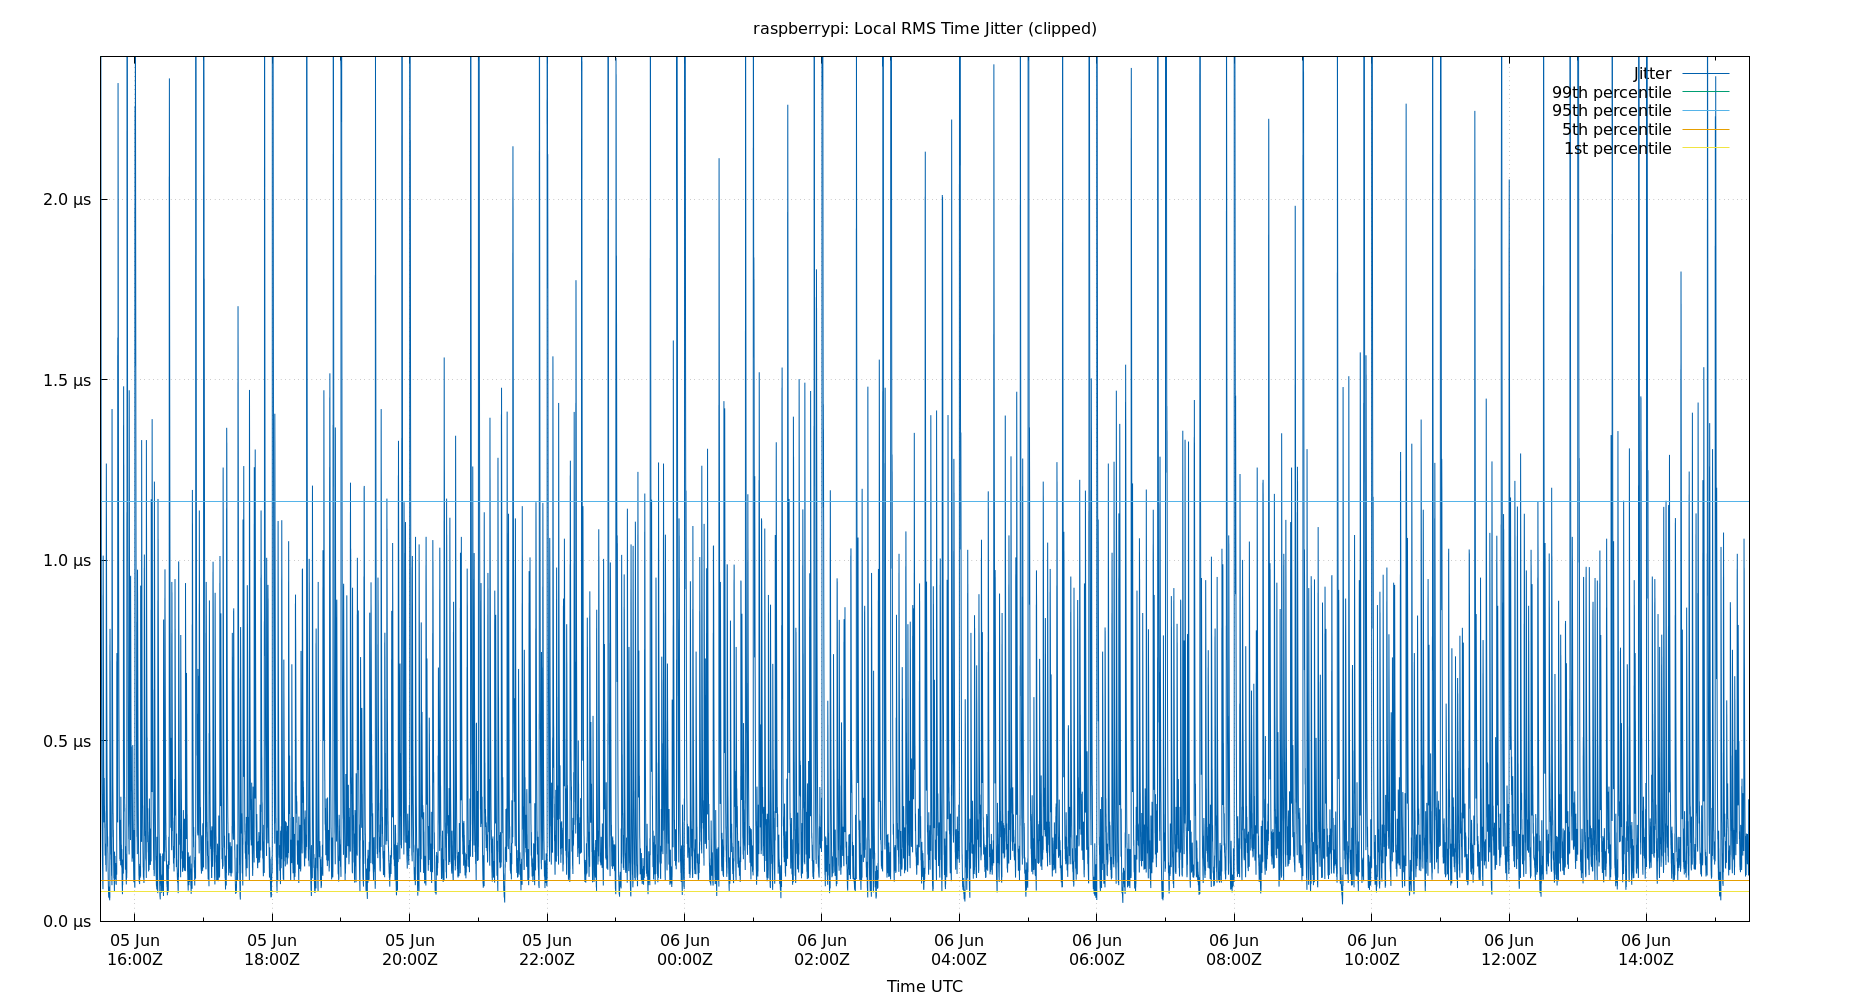 raspberrypi: Local RMS Time Jitter (clipped)
Jitter
99th percentile
95th percentile
5th percentile
1st percentile
2.0 µs
1.5 µs
1.0 µs
0.5 µs
0.0 µs
05 Jun 05 Jun 05 Jun 05 Jun 06 Jun 06 Jun 06 Jun 06 Jun 06 Jun 06 Jun 06 Jun 06 Jun
16:00Z 18:00Z 20:00Z 22:00Z 00:00Z 02:00Z 04:00Z 06:00Z 08:00Z 10:00Z 12:00Z 14:00Z
Time UTC